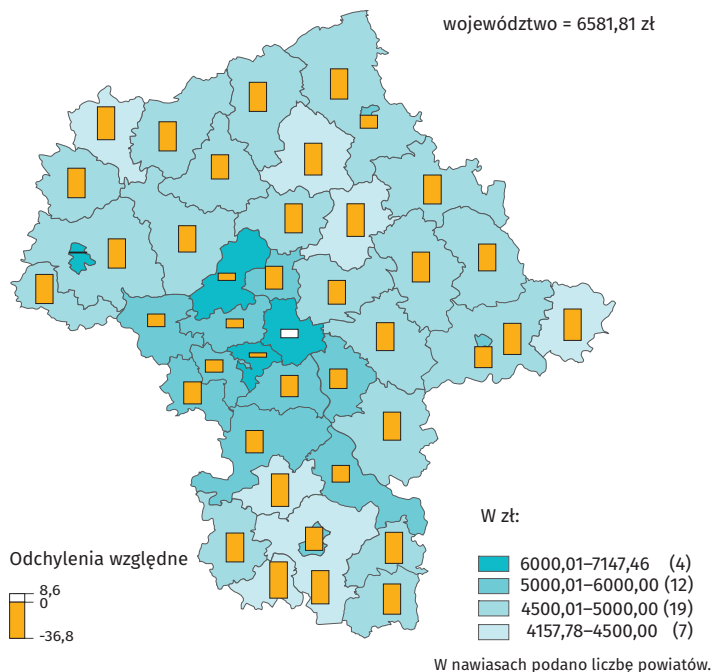 województwo = 6581,81 zł
W zł:
6000,01–7147,46 (4)
5000,01–6000,00 (12)
4500,01–5000,00 (19)
4157,78–4500,00 (7)
Odchylenia względne
8,6
0
-36,8
W nawiasach podano liczbę powiatów.